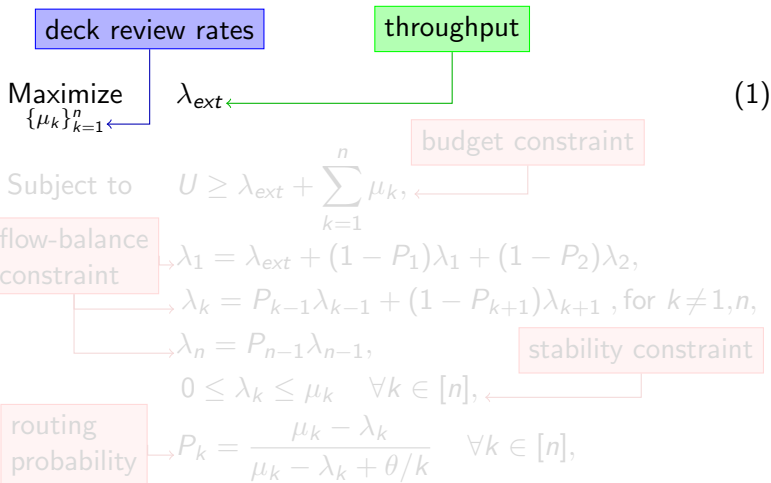 deck review rates
throughput
Maximize λ_ext (1)
{μ_k}_{k=1}^n
budget constraint
Subject to U ≥ λ_ext + ∑_{k=1}^{n} μ_k,
flow-balance
constraint
λ_1 = λ_ext + (1 − P_1)λ_1 + (1 − P_2)λ_2,
λ_k = P_{k−1}λ_{k−1} + (1 − P_{k+1})λ_{k+1} , for k ≠ 1,n,
λ_n = P_{n−1}λ_{n−1},
stability constraint
0 ≤ λ_k ≤ μ_k ∀k ∈ [n],
routing
probability
P_k = (μ_k − λ_k) / (μ_k − λ_k + θ/k) ∀k ∈ [n],